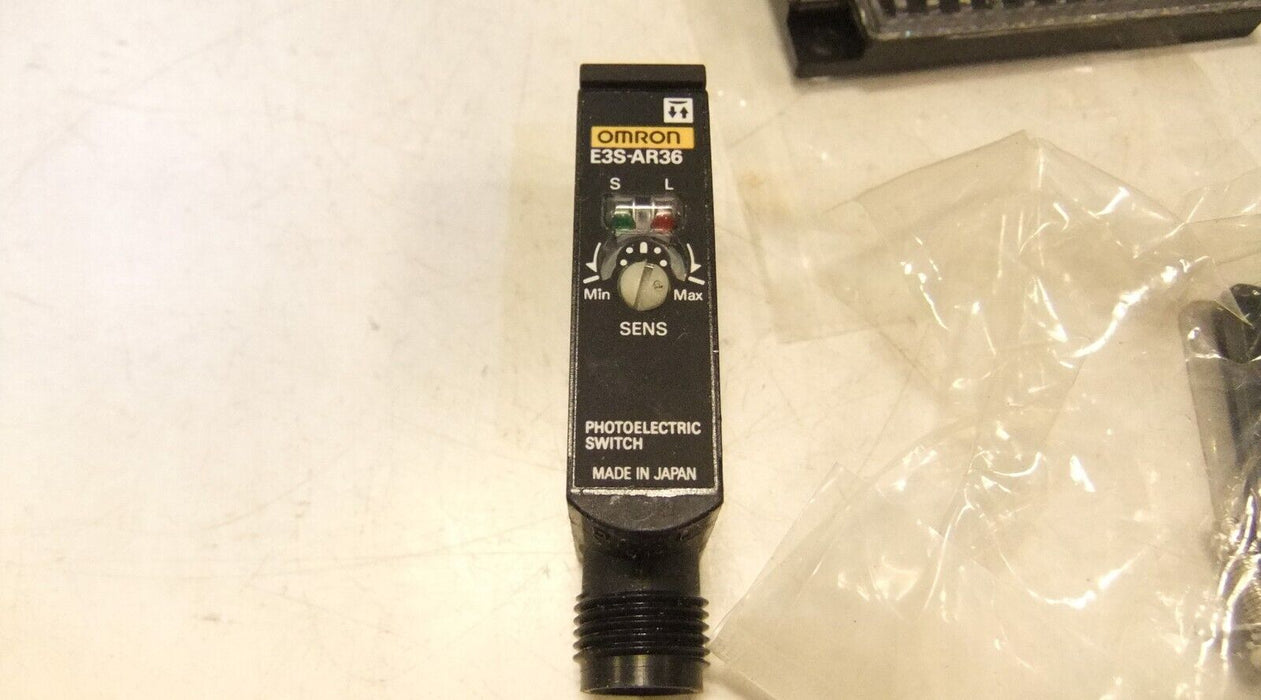 OMRON
E3S-AR36
S L
Min Max
SENS
PHOTOELECTRIC
SWITCH
MADE IN JAPAN